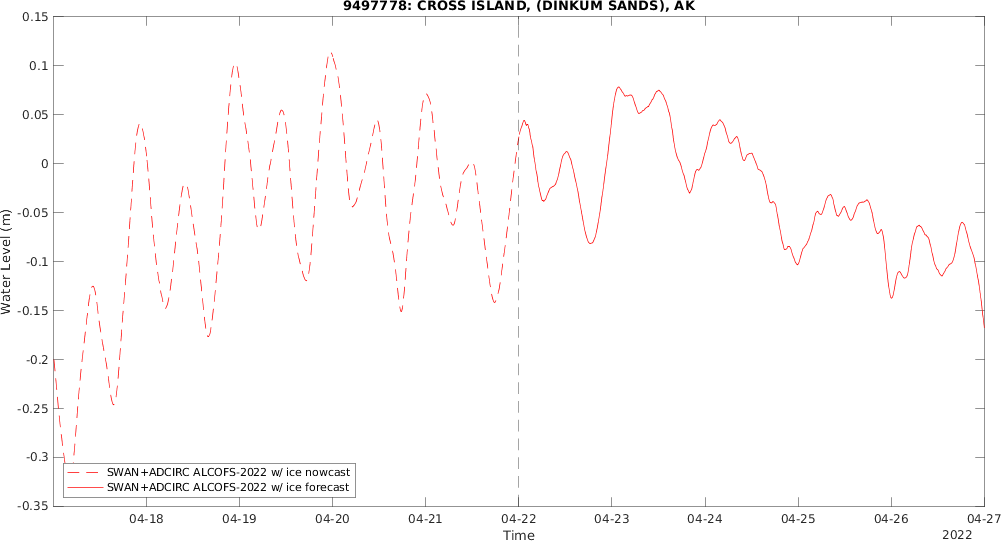 9497778: CROSS ISLAND, (DINKUM SANDS), AK
0.15
0.1
0.05
0
-0.05
-0.1
-0.15
-0.2
-0.25
-0.3
-0.35
Water Level (m)
SWAN+ADCIRC ALCOFS-2022 w/ ice nowcast
SWAN+ADCIRC ALCOFS-2022 w/ ice forecast
04-18 04-19 04-20 04-21 04-22 04-23 04-24 04-25 04-26 04-27
Time
2022